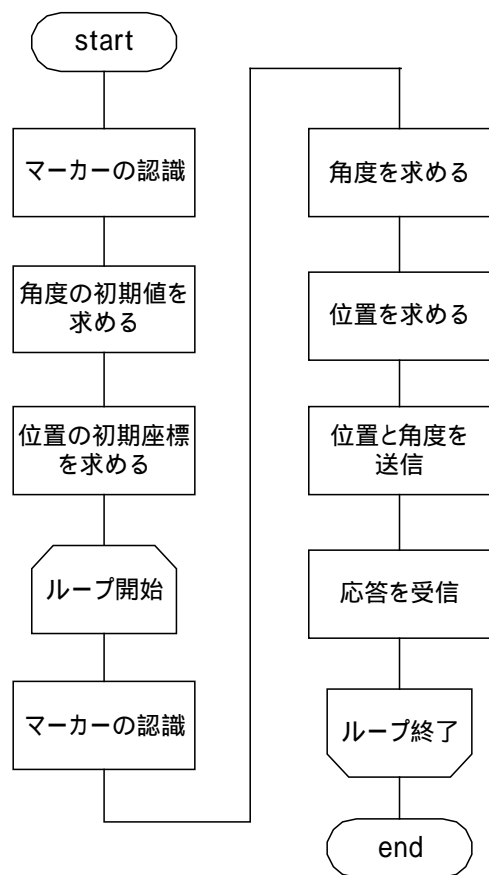 start
マーカーの認識
角度の初期値を
求める
位置の初期座標
を求める
ループ開始
マーカーの認識
角度を求める
位置を求める
位置と角度を
送信
応答を受信
ループ終了
end